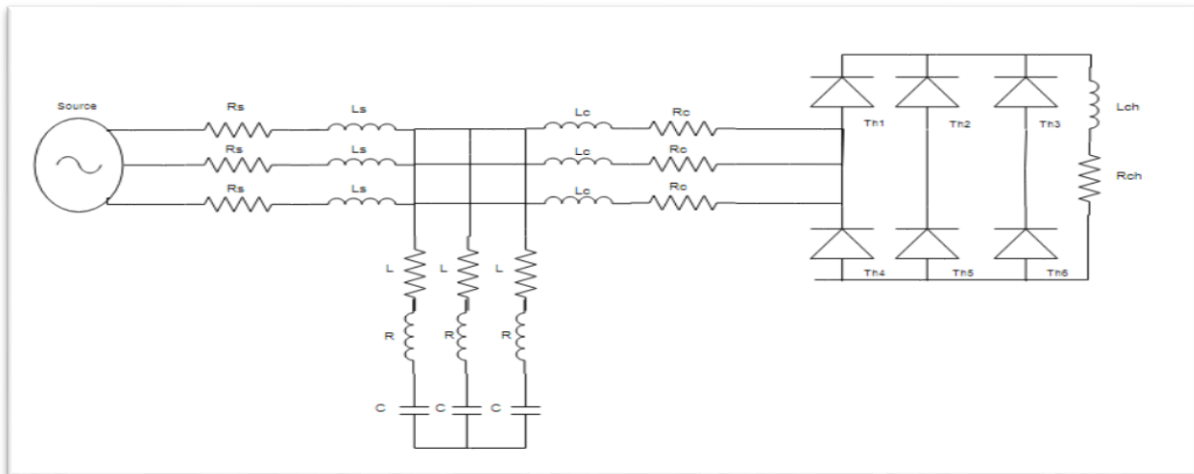 Source
Rs
Ls
Lc
Rc
Rs
Ls
Lc
Rc
Rs
Ls
Lc
Rc
Th1
Th2
Th3
Lch
Rch
Th4
Th5
Th6
L
L
L
R
R
R
C
C
C